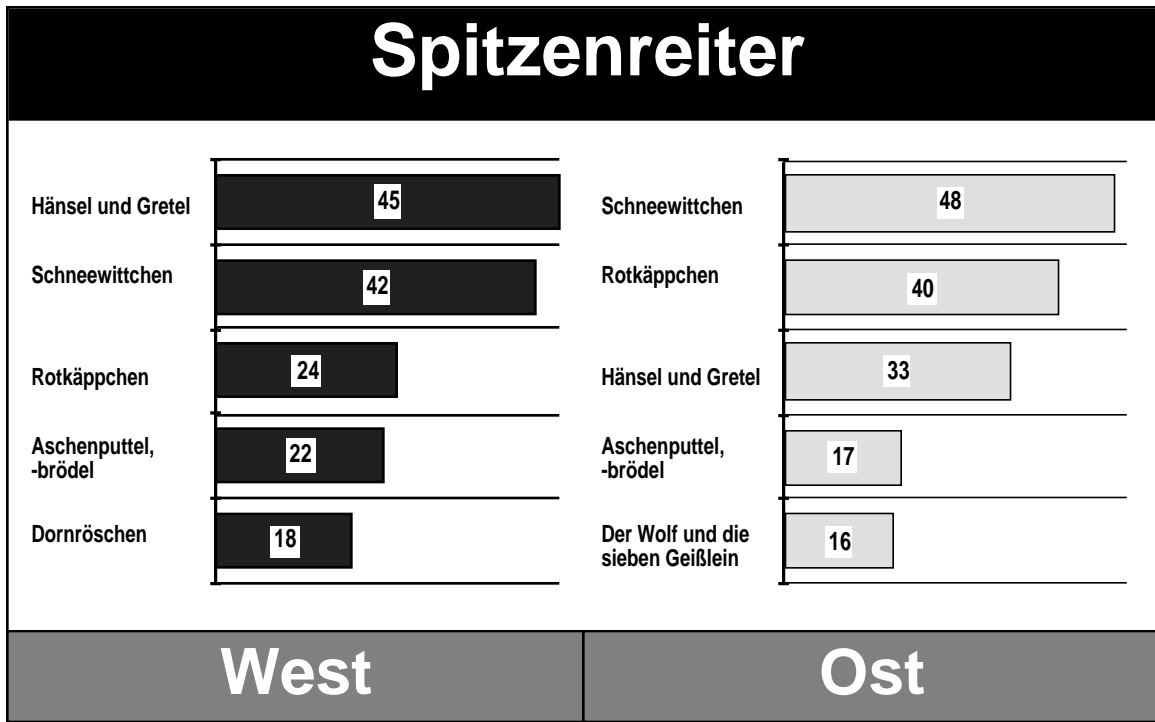 Spitzenreiter
Hänsel und Gretel
45
Schneewittchen
42
Rotkäppchen
24
Aschenputtel,
-brödel
22
Dornröschen
18
Schneewittchen
48
Rotkäppchen
40
Hänsel und Gretel
33
Aschenputtel,
-brödel
17
Der Wolf und die
sieben Geißlein
16
West
Ost